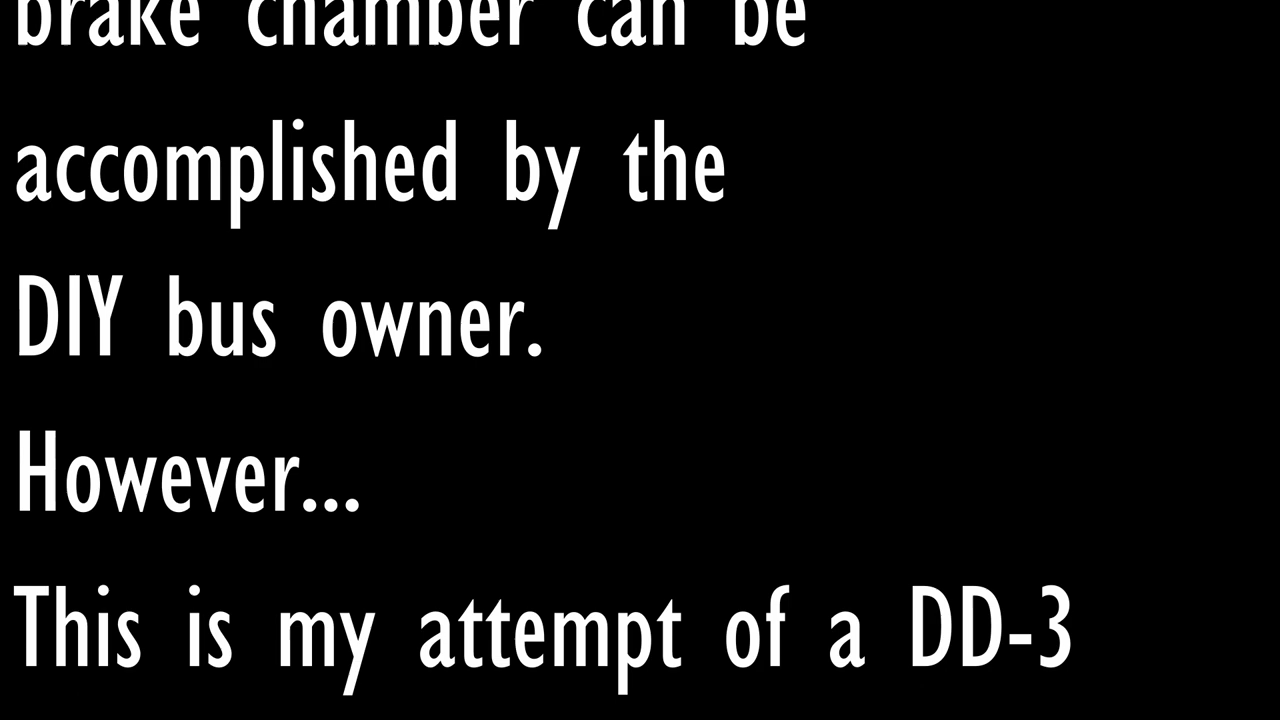 brake chamber can be
accomplished by the
DIY bus owner.
However...
This is my attempt of a DD-3